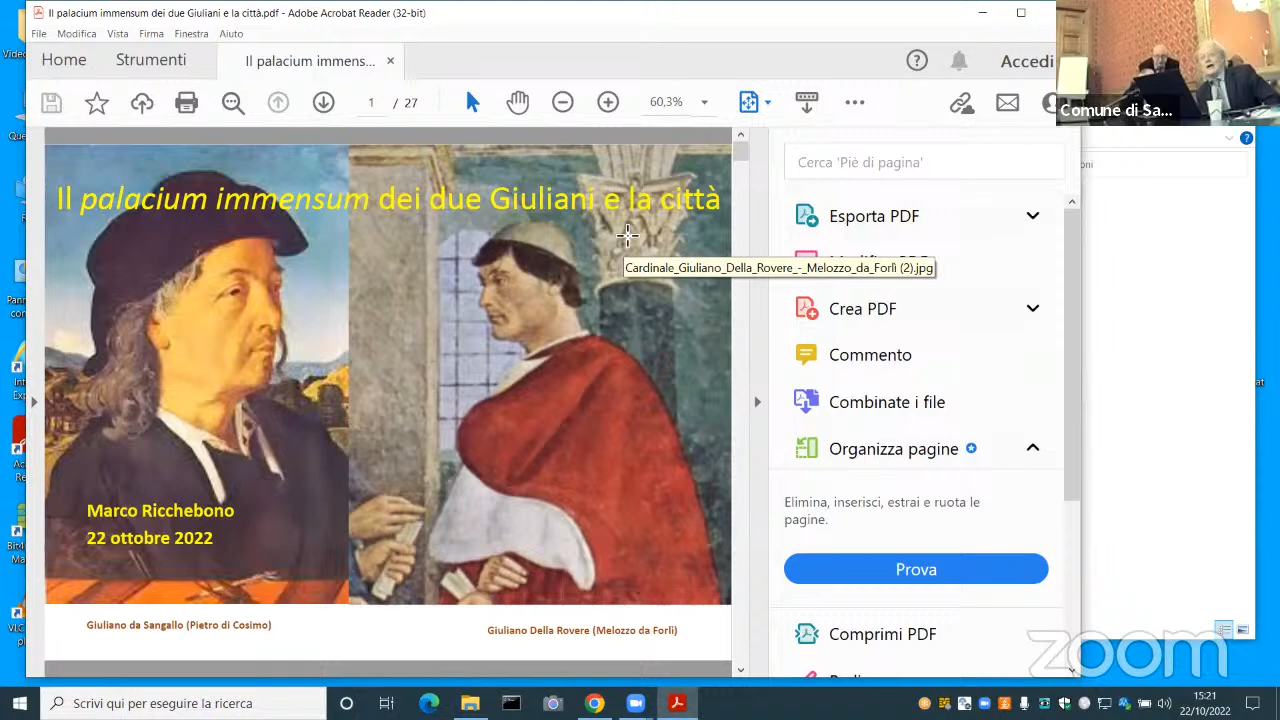 Il palacium immensum dei due Giuliani e la città.pdf - Adobe Acrobat Reader (32-bit)
File Modifica Vista Firma Finestra Aiuto
Home Strumenti Il palacium immens... × Accedi
1 / 27 60,3%
Comune di Sa...
Il palacium immensum dei due Giuliani e la città
Cardinale_Giuliano_Della_Rovere_-_Melozzo_da_Forlì (2).jpg
Marco Ricchebono
22 ottobre 2022
Giuliano da Sangallo (Pietro di Cosimo)
Giuliano Della Rovere (Melozzo da Forlì)
Cerca 'Piè di pagina'
Esporta PDF
Crea PDF
Commento
Combinate i file
Organizza pagine
Elimina, inserisci, estrai e ruota le
pagine.
Prova
Comprimi PDF
zoom
Scrivi qui per eseguire la ricerca
15:21
22/10/2022